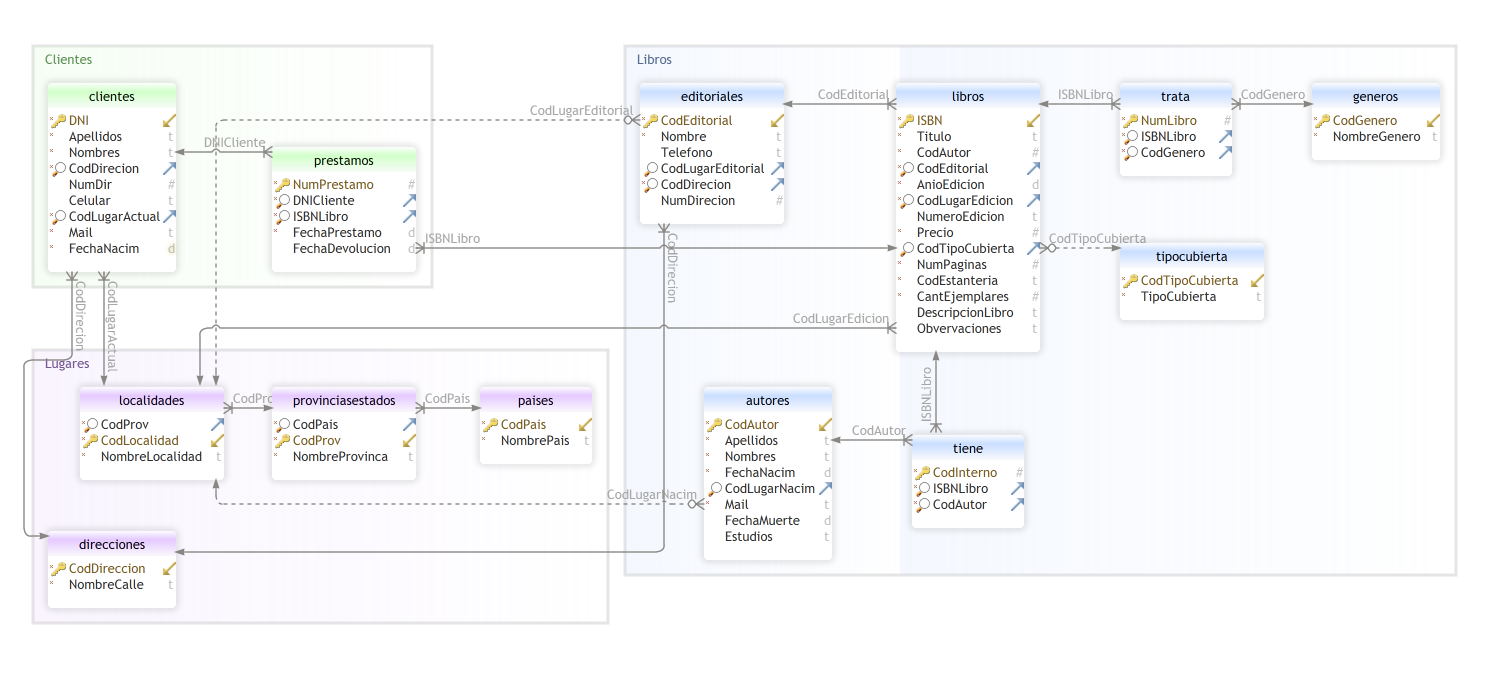 Clientes
clientes
DNI
Apellidos t
Nombres t
CodDirecion
NumDir #
Celular t
CodLugarActual
Mail t
FechaNacim d
DNICliente
prestamos
NumPrestamo #
DNICliente
ISBNLibro
FechaPrestamo d
FechaDevolucion d
ISBNLibro
CodDirecion
CodLugarActual
CodLugarEditorial
Libros
editoriales
CodEditorial
Nombre t
Telefono t
CodLugarEditorial
CodDirecion
NumDirecion #
CodDirecion
CodEditorial
libros
ISBN
Titulo t
CodAutor #
CodEditorial
AnioEdicion d
CodLugarEdicion
NumeroEdicion t
Precio #
CodTipoCubierta
NumPaginas #
CodEstanteria t
CantEjemplares #
DescripcionLibro t
Obvervaciones t
ISBNLibro
trata
NumLibro #
ISBNLibro
CodGenero
CodGenero
generos
CodGenero
NombreGenero t
CodTipoCubierta
tipocubierta
CodTipoCubierta
TipoCubierta t
CodLugarEdicion
Lugares
localidades
CodProv
CodLocalidad
NombreLocalidad t
CodPro
provinciasestados
CodPais
CodProv
NombreProvinca t
CodPais
paises
CodPais
NombrePais t
CodLugarNacim
autores
CodAutor
Apellidos t
Nombres t
FechaNacim d
CodLugarNacim
Mail t
FechaMuerte d
Estudios t
CodAutor
ISBNLibro
tiene
CodInterno #
ISBNLibro
CodAutor
direcciones
CodDireccion
NombreCalle t